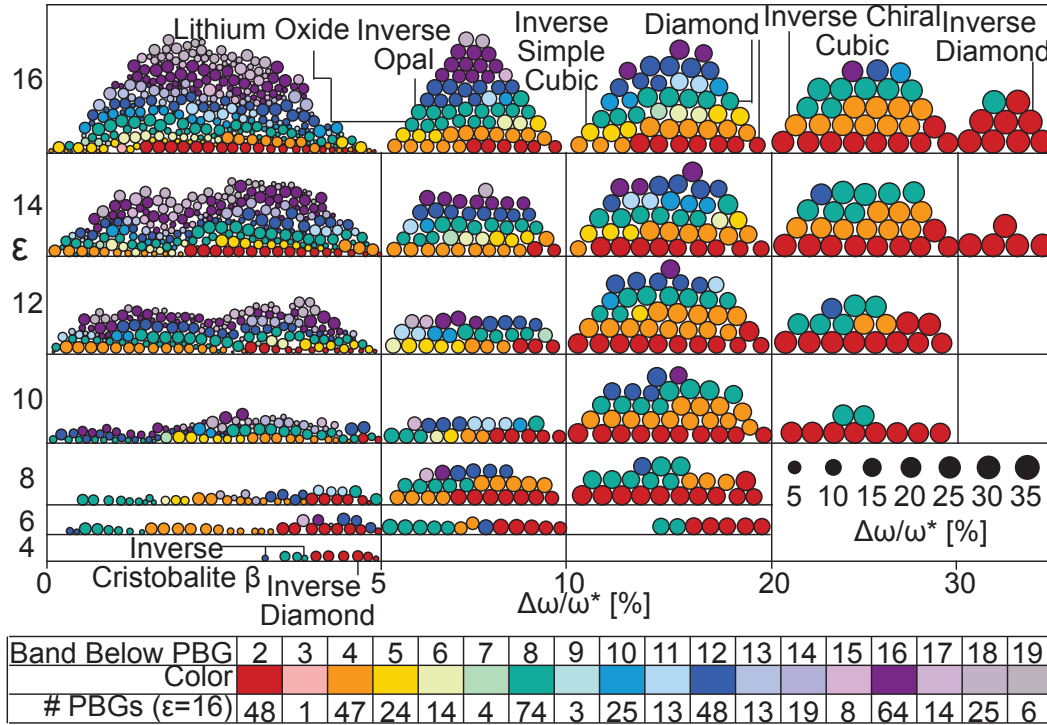 Lithium Oxide
Inverse
Opal
Inverse
Simple
Cubic
Diamond
Inverse Chiral
Cubic
Inverse
Diamond
16
14
ε
12
10
8
6
4
5 10 15 20 25 30 35
Δω/ω* [%]
Inverse
Cristobalite β
Inverse
Diamond
0 5 10 20 30
Δω/ω* [%]
Band Below PBG 2 3 4 5 6 7 8 9 10 11 12 13 14 15 16 17 18 19
Color
# PBGs (ε=16) 48 1 47 24 14 4 74 3 25 13 48 13 19 8 64 14 25 6